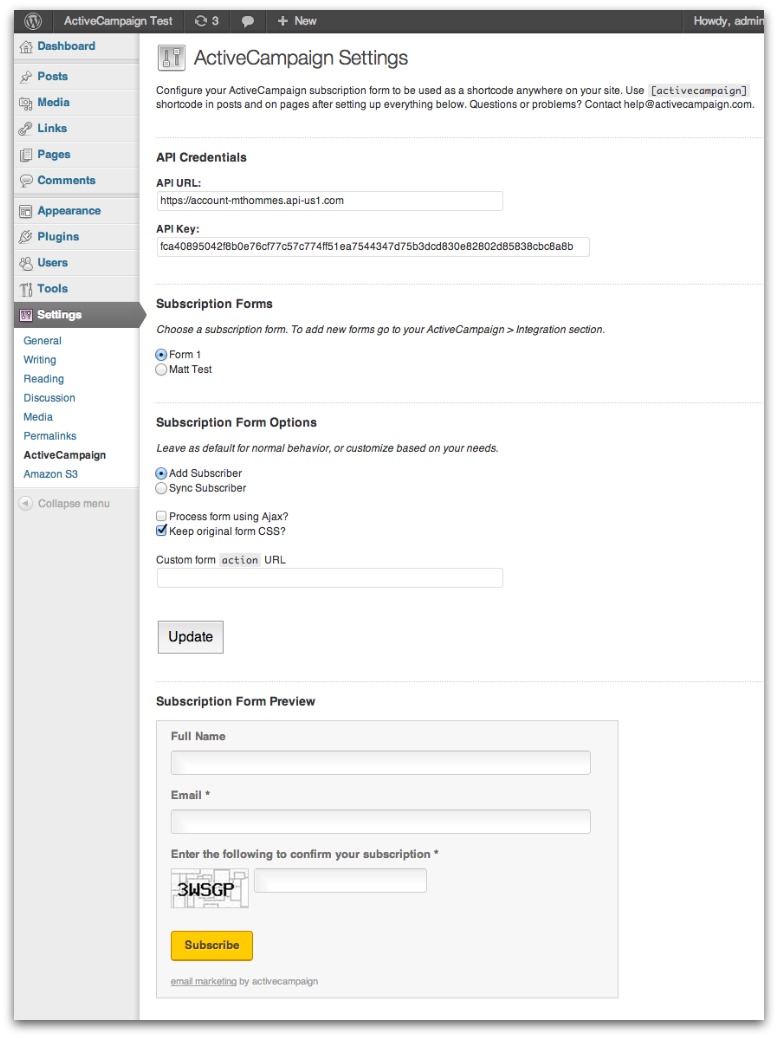 ActiveCampaign Test 3 + New Howdy, admin
Dashboard
Posts
Media
Links
Pages
Comments
Appearance
Plugins
Users
Tools
Settings
General
Writing
Reading
Discussion
Media
Permalinks
ActiveCampaign
Amazon S3
Collapse menu
ActiveCampaign Settings
Configure your ActiveCampaign subscription form to be used as a shortcode anywhere on your site. Use [activecampaign]
shortcode in posts and on pages after setting up everything below. Questions or problems? Contact help@activecampaign.com.
API Credentials
API URL:
https://account-mthommes.api-us1.com
API Key:
fca40895042f8b0e76cf77c57c774ff51ea7544347d75b3dcd830e82802d85838cbc8a8b
Subscription Forms
Choose a subscription form. To add new forms go to your ActiveCampaign > Integration section.
Form 1
Matt Test
Subscription Form Options
Leave as default for normal behavior, or customize based on your needs.
Add Subscriber
Sync Subscriber
Process form using Ajax?
Keep original form CSS?
Custom form action URL
Update
Subscription Form Preview
Full Name
Email *
Enter the following to confirm your subscription *
3WSGP
Subscribe
email marketing by activecampaign